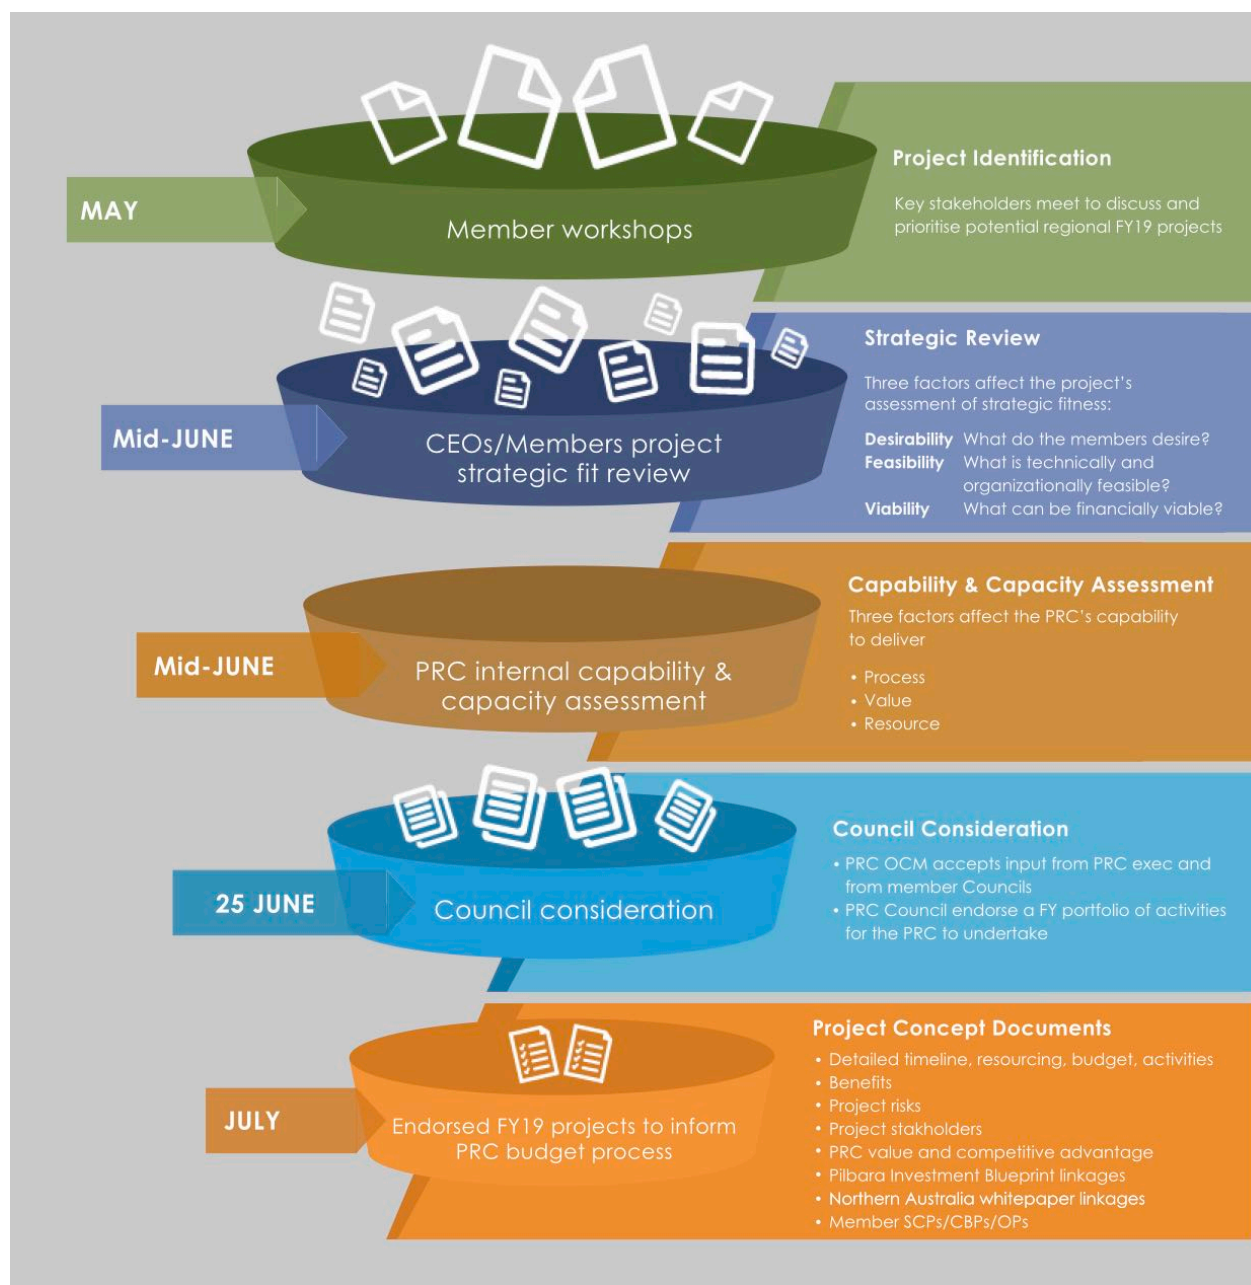 MAY
Member workshops
Project Identification
Key stakeholders meet to discuss and
prioritise potential regional FY19 projects
Mid-JUNE
CEOs/Members project
strategic fit review
Strategic Review
Three factors affect the project's
assessment of strategic fitness:
Desirability What do the members desire?
Feasibility What is technically and
organizationally feasible?
Viability What can be financially viable?
Mid-JUNE
PRC internal capability &
capacity assessment
Capability & Capacity Assessment
Three factors affect the PRC's capability
to deliver
• Process
• Value
• Resource
25 JUNE
Council consideration
Council Consideration
• PRC OCM accepts input from PRC exec and
from member Councils
• PRC Council endorse a FY portfolio of activities
for the PRC to undertake
JULY
Endorsed FY19 projects to inform
PRC budget process
Project Concept Documents
• Detailed timeline, resourcing, budget, activities
• Benefits
• Project risks
• Project stakholders
• PRC value and competitive advantage
• Pilbara Investment Blueprint linkages
• Northern Australia whitepaper linkages
• Member SCPs/CBPs/OPs